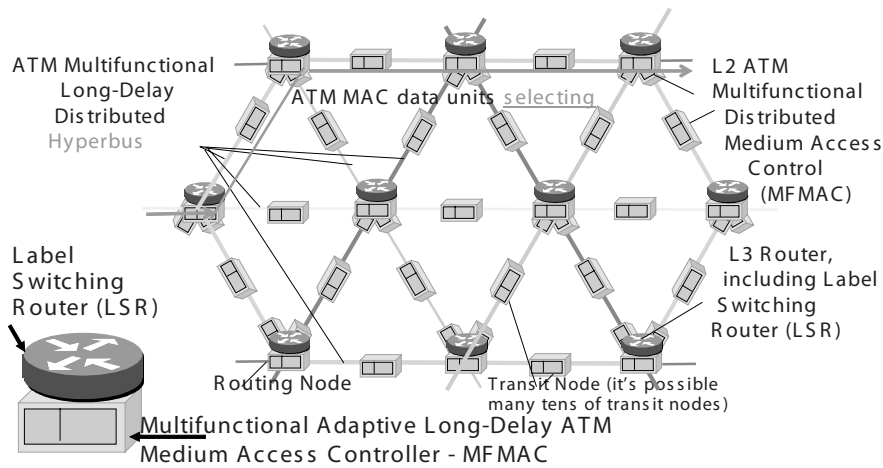 ATM Multifunctional
Long-Delay
Distributed
Hyperbus
ATM MAC data units selecting
L2 ATM
Multifunctional
Distributed
Medium Access
Control
(MFMAC)
Label
Switching
Router (LSR)
L3 Router,
including Label
Switching
Router (LSR)
Routing Node
Transit Node (it's possible
many tens of transit nodes)
Multifunctional Adaptive Long-Delay ATM
Medium Access Controller - MFMAC